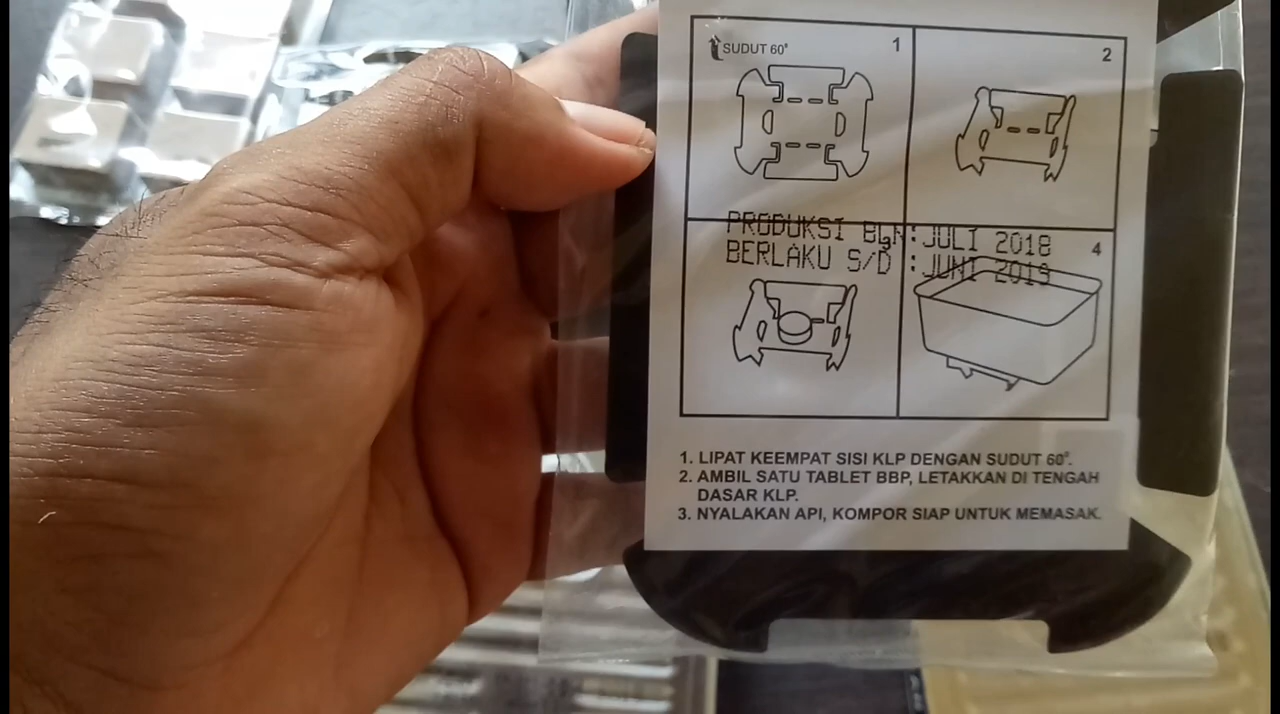 SUDUT 60°
1
2
PRODUKSI BLN:JULI 2018
BERLAKU S/D :JUNI 2019
3
4
1. LIPAT KEEMPAT SISI KLP DENGAN SUDUT 60°.
2. AMBIL SATU TABLET BBP, LETAKKAN DI TENGAH
DASAR KLP.
3. NYALAKAN API, KOMPOR SIAP UNTUK MEMASAK.